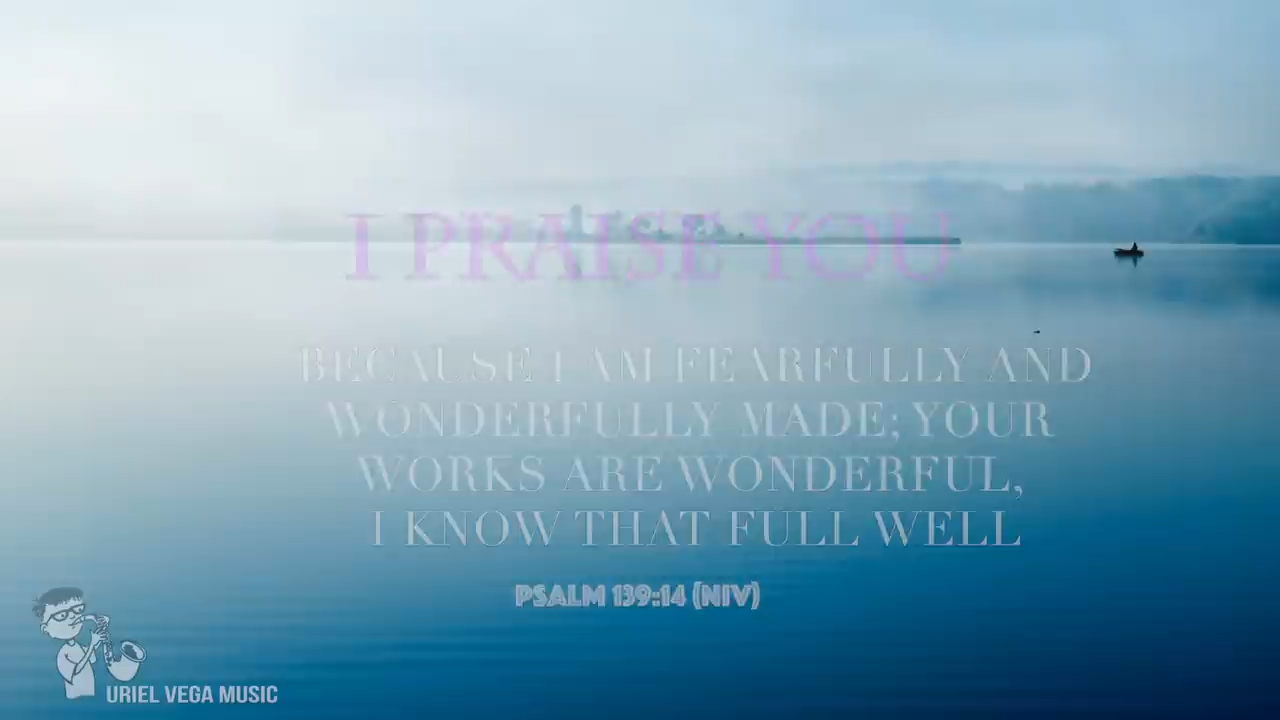 I PRAISE YOU
BECAUSE I AM FEARFULLY AND
WONDERFULLY MADE; YOUR
WORKS ARE WONDERFUL,
I KNOW THAT FULL WELL
PSALM 139:14 (NIV)
URIEL VEGA MUSIC